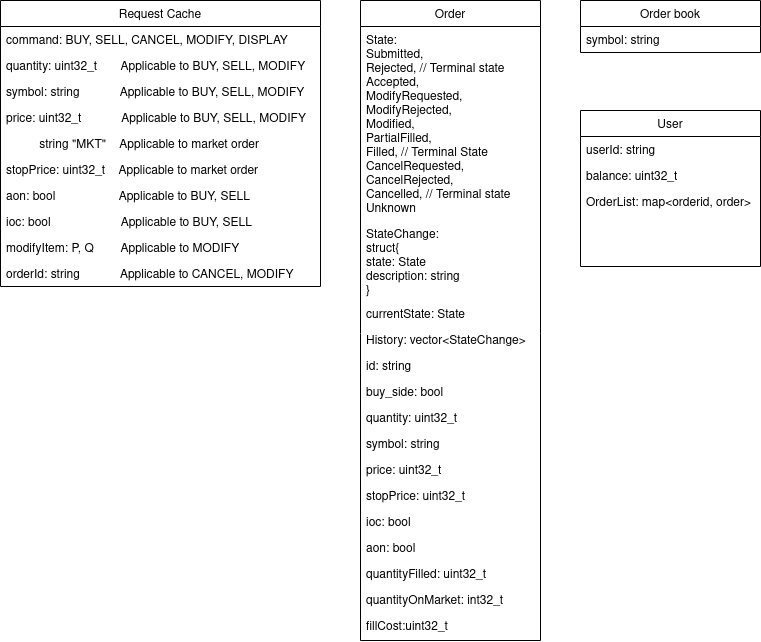 Request Cache
command: BUY, SELL, CANCEL, MODIFY, DISPLAY
quantity: uint32_t Applicable to BUY, SELL, MODIFY
symbol: string Applicable to BUY, SELL, MODIFY
price: uint32_t Applicable to BUY, SELL, MODIFY
string "MKT" Applicable to market order
stopPrice: uint32_t Applicable to market order
aon: bool Applicable to BUY, SELL
ioc: bool Applicable to BUY, SELL
modifyItem: P, Q Applicable to MODIFY
orderId: string Applicable to CANCEL, MODIFY
Order
State:
Submitted,
Rejected, // Terminal state
Accepted,
ModifyRequested,
ModifyRejected,
Modified,
PartialFilled,
Filled, // Terminal State
CancelRequested,
CancelRejected,
Cancelled, // Terminal state
Unknown
StateChange:
struct{
state: State
description: string
}
currentState: State
History: vector<StateChange>
id: string
buy_side: bool
quantity: uint32_t
symbol: string
price: uint32_t
stopPrice: uint32_t
ioc: bool
aon: bool
quantityFilled: uint32_t
quantityOnMarket: int32_t
fillCost:uint32_t
Order book
symbol: string
User
userId: string
balance: uint32_t
OrderList: map<orderid, order>